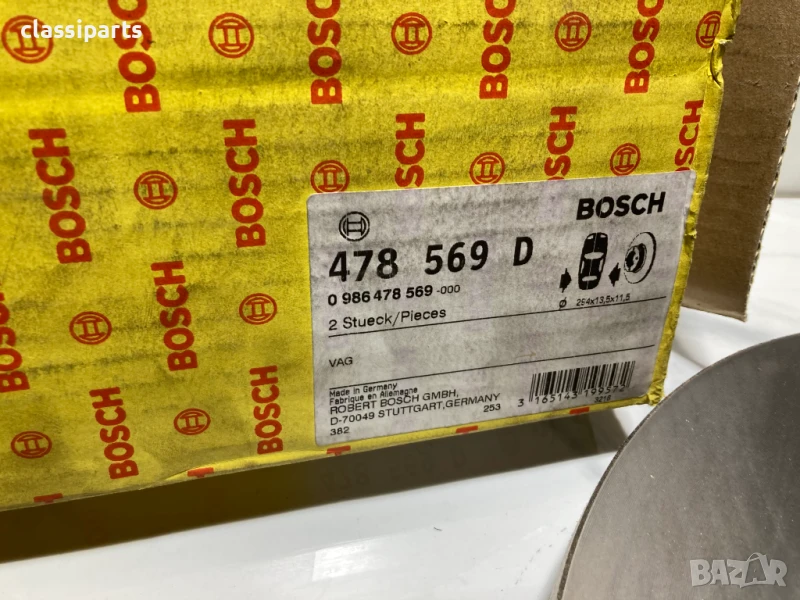 classiparts
BOSCH
BOSCH
BOSCH
BOSCH
BOSCH
BOSCH
BOSCH
BOSCH
BOSCH
BOSCH
BOSCH
478 569 D
0 986 478 569 -000
2 Stueck/Pieces
VAG
Made in Germany
Fabrique en Allemagne
ROBERT BOSCH GMBH,
D-70049 STUTTGART,GERMANY
382
253
BAZAR